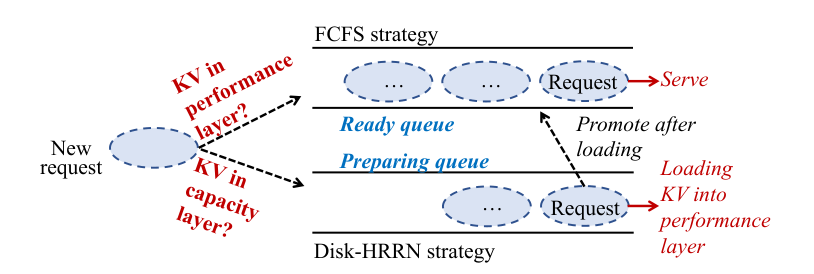 FCFS strategy
KV in
performance
layer?
…
…
Request
Serve
Ready queue
Promote after
loading
New
request
Preparing queue
KV in
capacity
layer?
…
Request
Loading
KV into
performance
layer
Disk-HRRN strategy